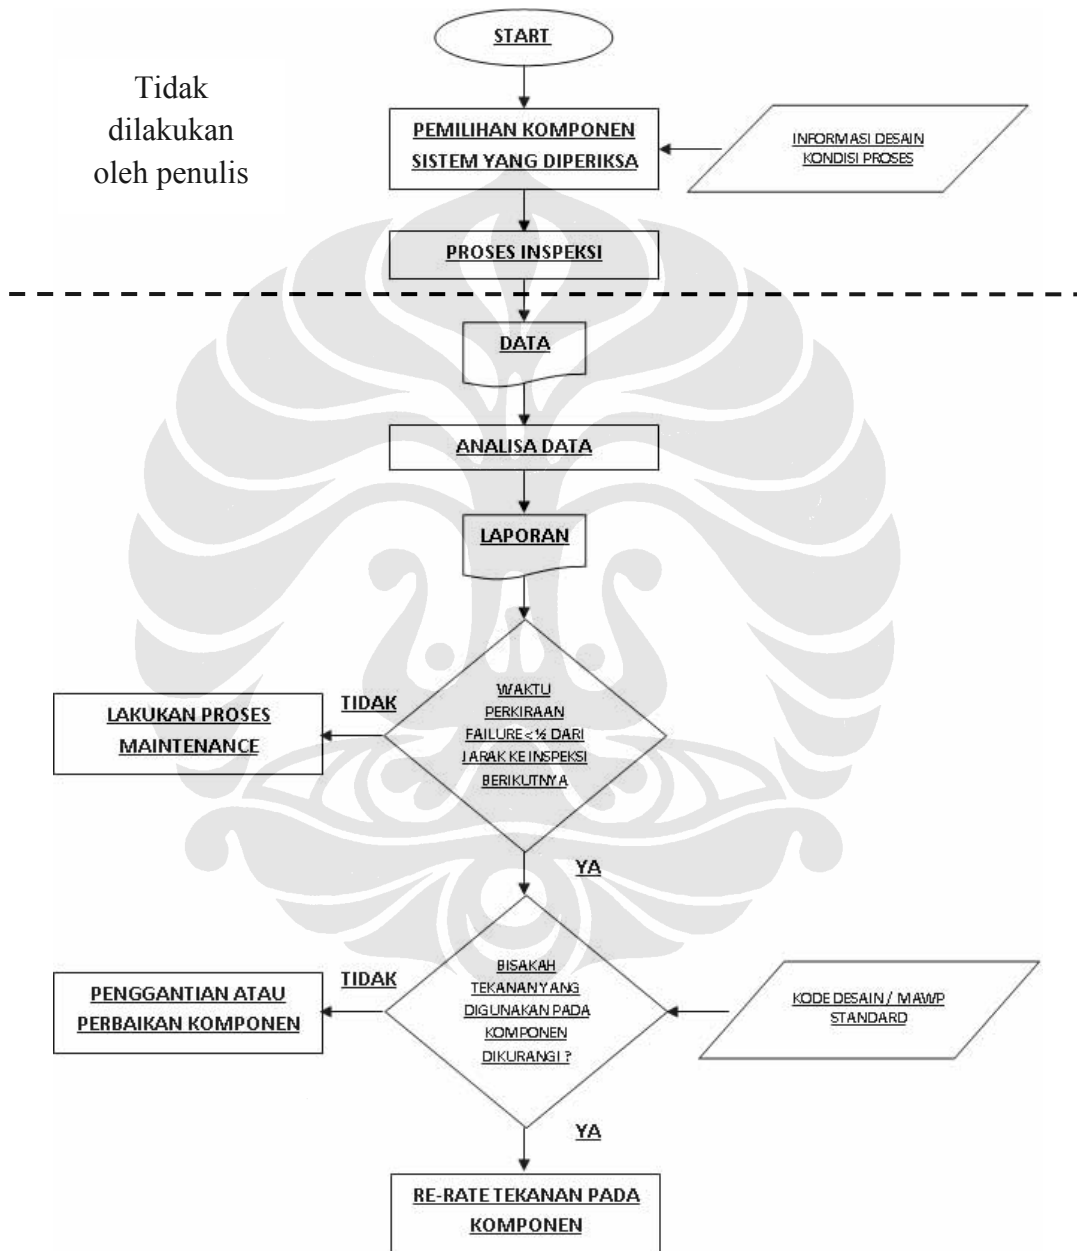 START
Tidak
dilakukan
oleh penulis
PEMILIHAN KOMPONEN
SISTEM YANG DIPERIKSA
INFORMASI DESAIN
KONDISI PROSES
PROSES INSPEKSI
DATA
ANALISA DATA
LAPORAN
WAKTU
PERKIRAAN
FAILURE < ½ DARI
JARAK KE INSPEKSI
BERIKUTNYA
TIDAK
LAKUKAN PROSES
MAINTENANCE
YA
BISAKAH
TEKANAN YANG
DIGUNAKAN PADA
KOMPONEN
DIKURANGI ?
TIDAK
PENGGANTIAN ATAU
PERBAIKAN KOMPONEN
KODE DESAIN / MAWP
STANDARD
YA
RE-RATE TEKANAN PADA
KOMPONEN